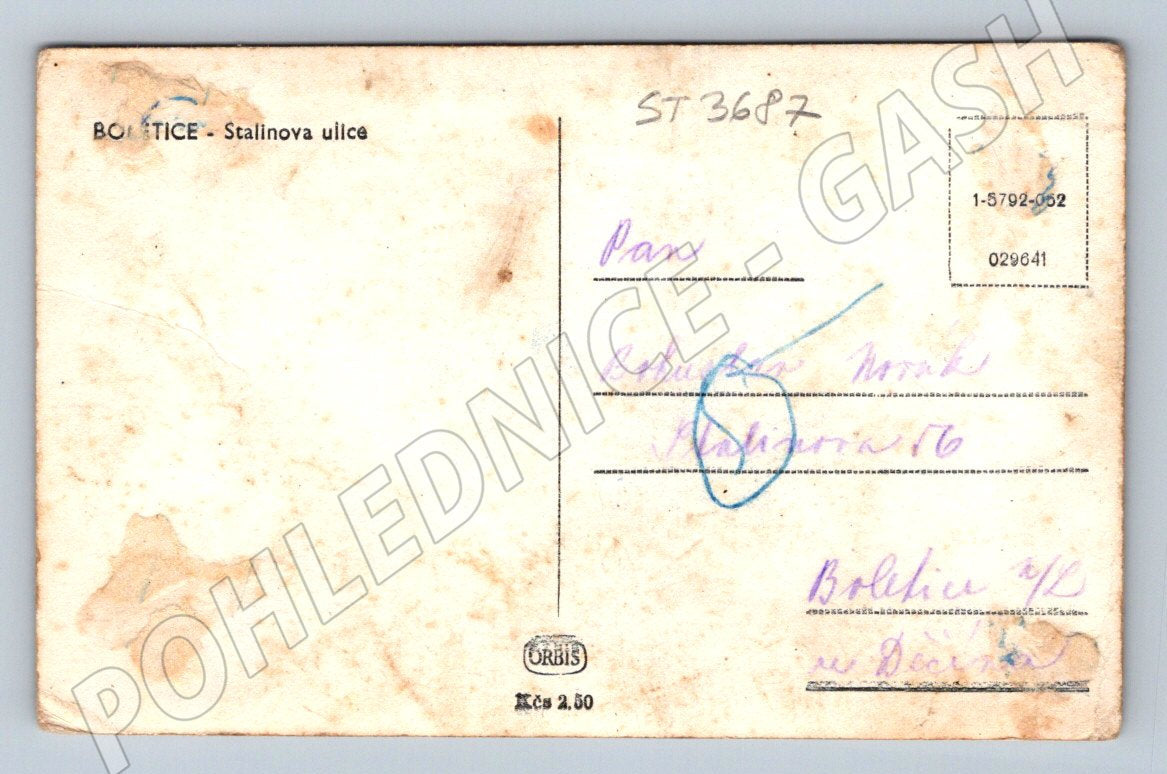 ST 3687
BOLETICE - Stalinova ulice
1-5792-052
029641
Pan
Bohuslav Novák
Stalinova 56
Boletice n/L
u Děčína
ORBIS
Kčs 2.50
POHLEDNICE - GASH